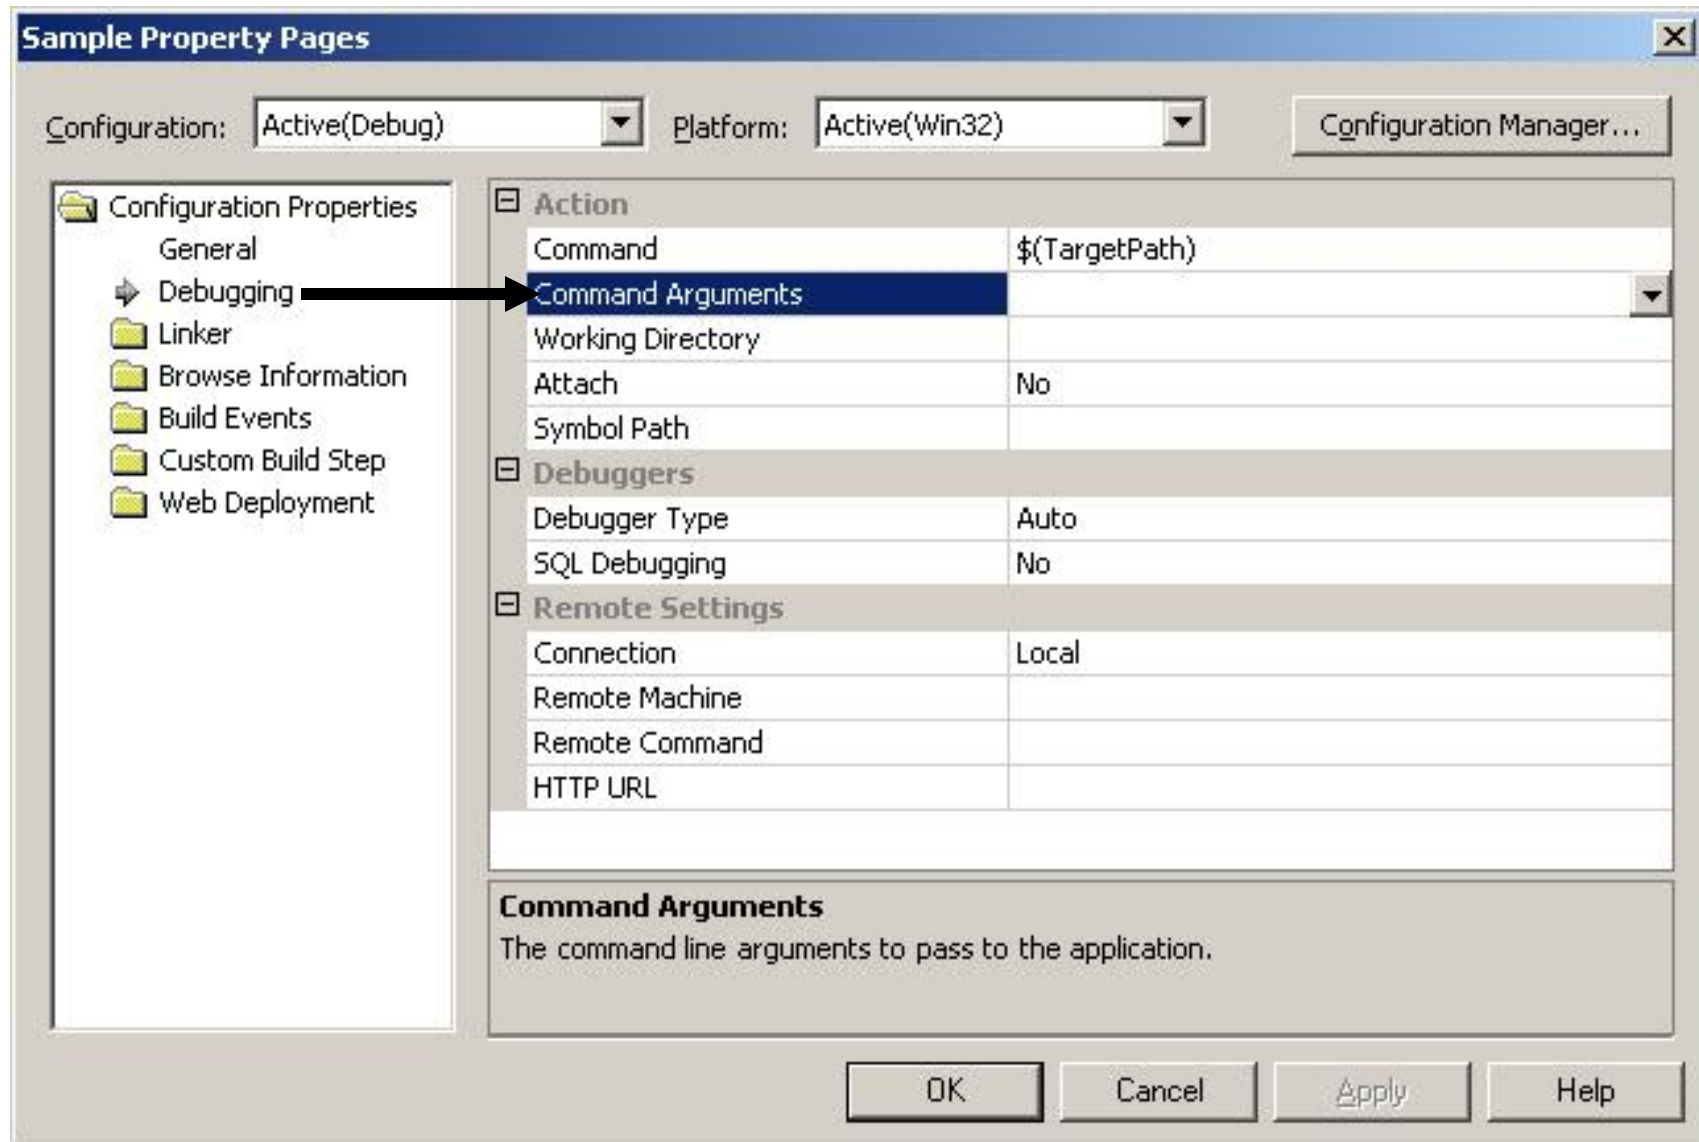 Sample Property Pages
Configuration: Active(Debug) Platform: Active(Win32) Configuration Manager...
Configuration Properties
General
Debugging
Linker
Browse Information
Build Events
Custom Build Step
Web Deployment
Action
Command $(TargetPath)
Command Arguments
Working Directory
Attach No
Symbol Path
Debuggers
Debugger Type Auto
SQL Debugging No
Remote Settings
Connection Local
Remote Machine
Remote Command
HTTP URL
Command Arguments
The command line arguments to pass to the application.
OK Cancel Apply Help